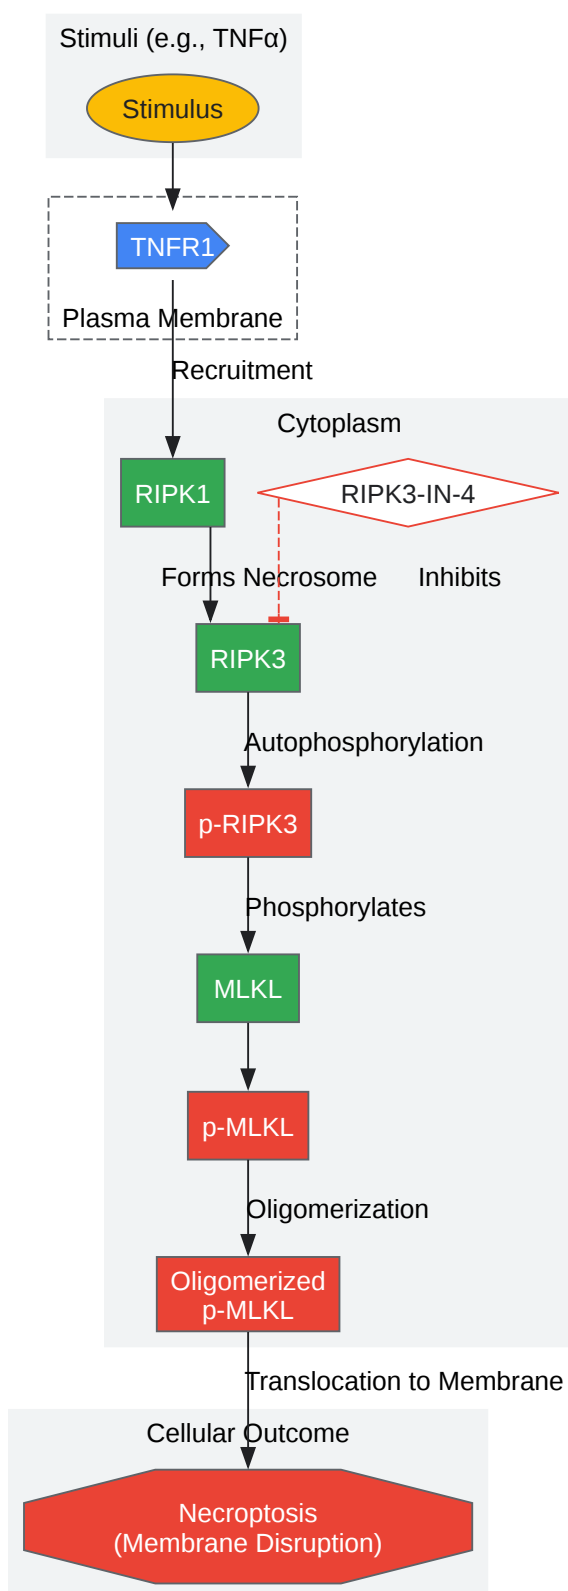 Stimuli (e.g., TNFα)
Stimulus
TNFR1
Plasma Membrane
Recruitment
Cytoplasm
RIPK1
RIPK3-IN-4
Forms Necrosome
Inhibits
RIPK3
Autophosphorylation
p-RIPK3
Phosphorylates
MLKL
p-MLKL
Oligomerization
Oligomerized
p-MLKL
Translocation to Membrane
Cellular Outcome
Necroptosis
(Membrane Disruption)